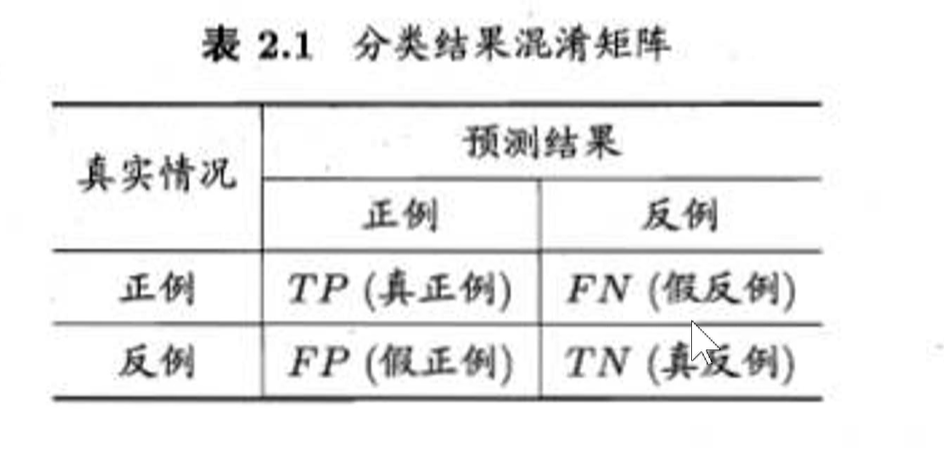 表 2.1 分类结果混淆矩阵
真实情况 预测结果
正例 反例
正例 TP (真正例) FN (假反例)
反例 FP (假正例) TN (真反例)